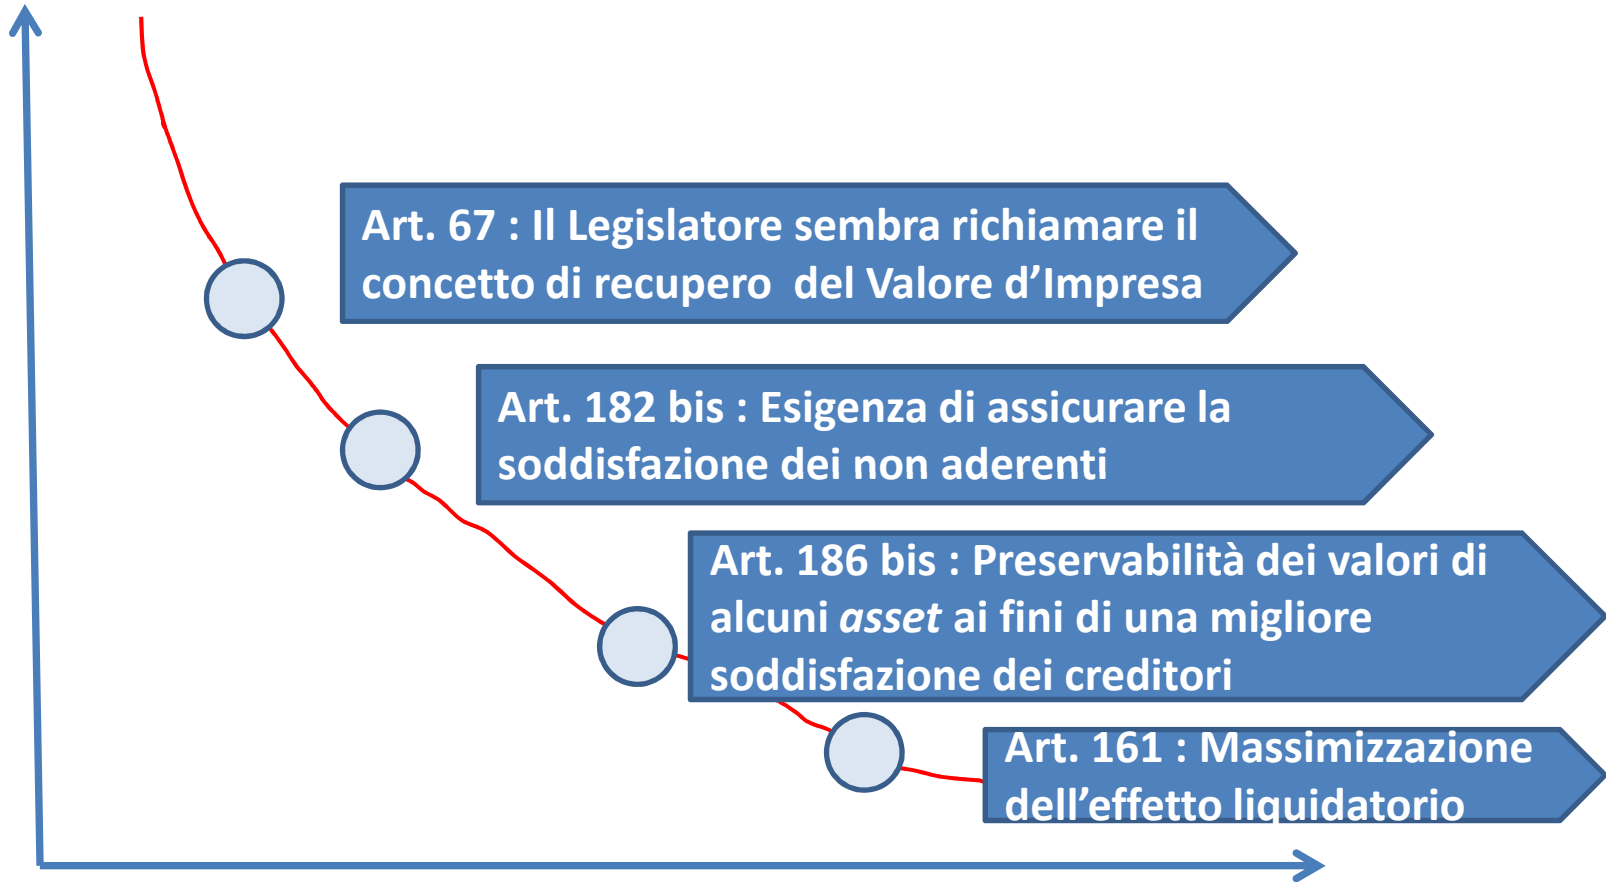 Art. 67 : Il Legislatore sembra richiamare il
concetto di recupero  del Valore d’Impresa
Art. 182 bis : Esigenza di assicurare la
soddisfazione dei non aderenti
Art. 186 bis : Preservabilità dei valori di
alcuni asset ai fini di una migliore
soddisfazione dei creditori
Art. 161 : Massimizzazione
dell’effetto liquidatorio